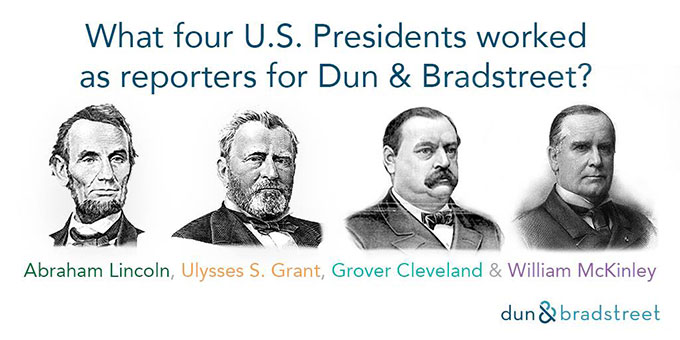 What four U.S. Presidents worked
as reporters for Dun & Bradstreet?
Abraham Lincoln, Ulysses S. Grant, Grover Cleveland & William McKinley
dun & bradstreet